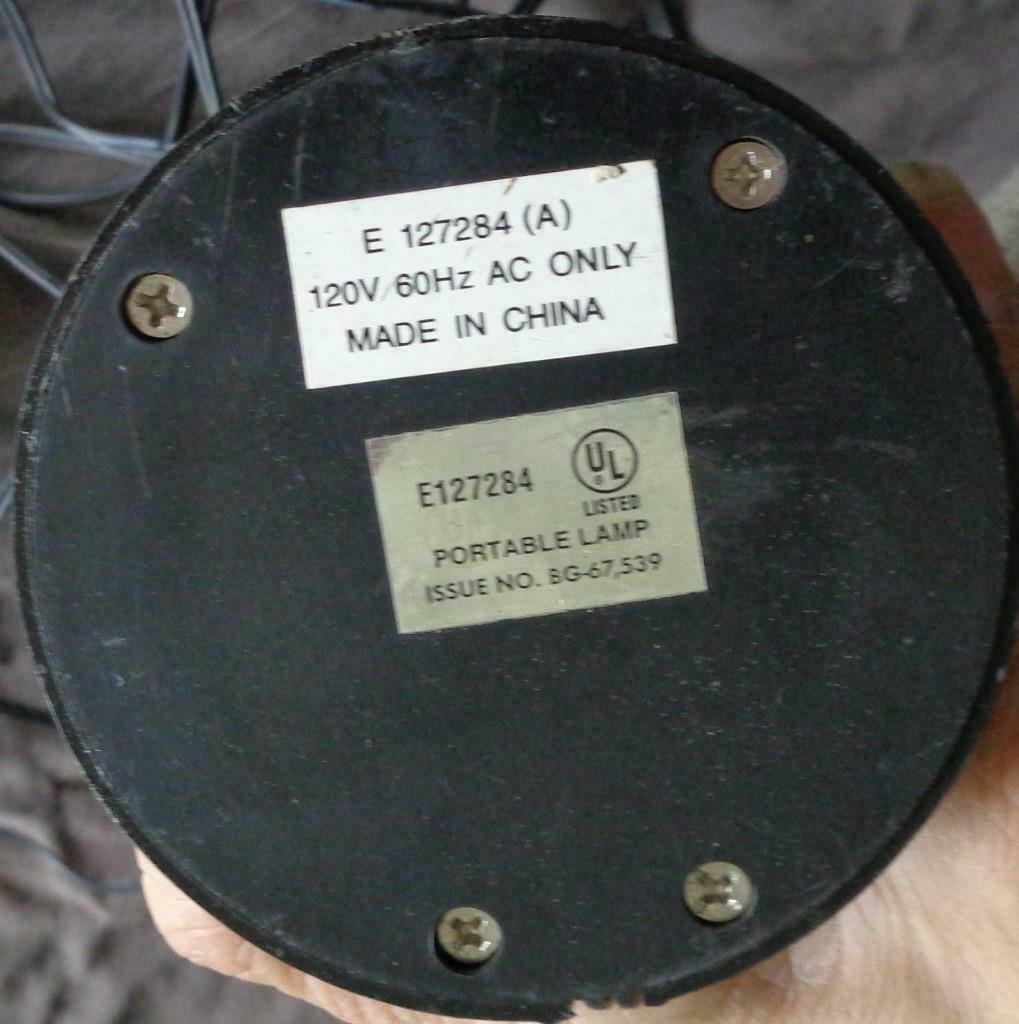 E 127284 (A)
120V/60Hz AC ONLY
MADE IN CHINA
E127284 UL ®
LISTED
PORTABLE LAMP
ISSUE NO. BG-67,539